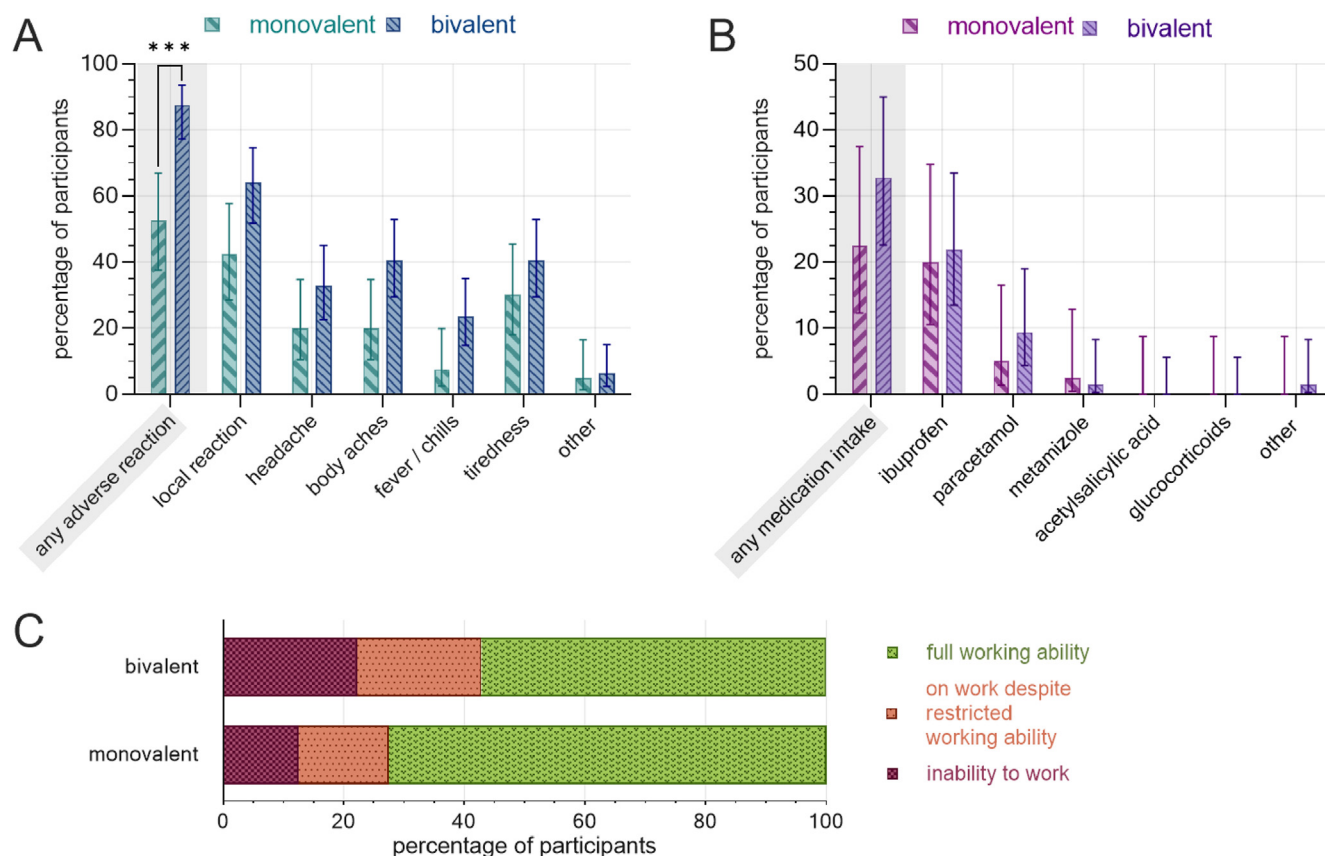 A
monovalent
bivalent
***
percentage of participants
100
80
60
40
20
0
any adverse reaction
local reaction
headache
body aches
fever / chills
tiredness
other
B
monovalent
bivalent
percentage of participants
50
40
30
20
10
0
any medication intake
ibuprofen
paracetamol
metamizole
acetylsalicylic acid
glucocorticoids
other
C
bivalent
monovalent
0
20
40
60
80
100
percentage of participants
full working ability
on work despite
restricted
working ability
inability to work